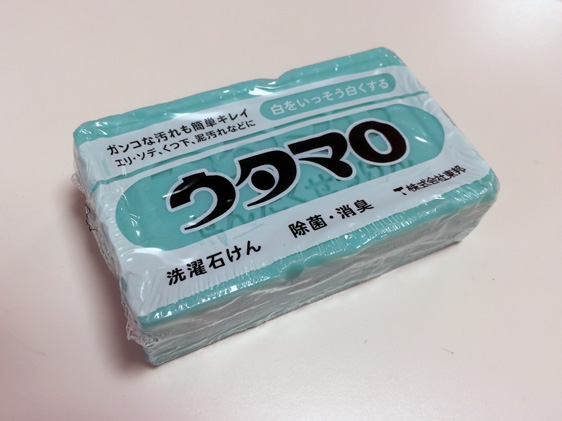 ガンコな汚れも簡単キレイ
エリ・ソデ、くつ下、泥汚れなどに
白をいっそう白くする
ウタマロ
洗濯石けん
除菌・消臭
株式会社東邦